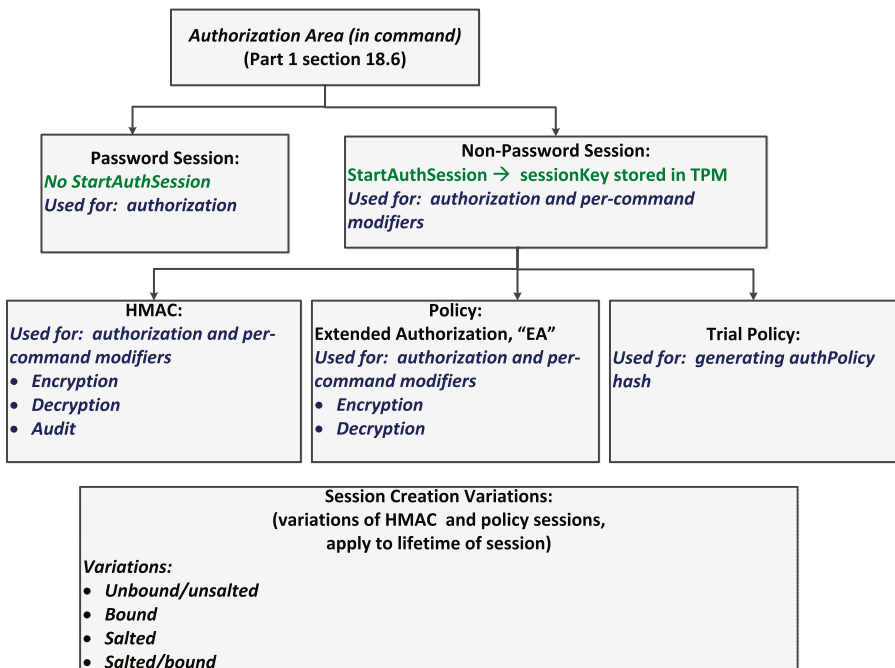 Authorization Area (in command)
(Part 1 section 18.6)
Password Session:
No StartAuthSession
Used for: authorization
Non-Password Session:
StartAuthSession → sessionKey stored in TPM
Used for: authorization and per-command
modifiers
HMAC:
Used for: authorization and per-
command modifiers
• Encryption
• Decryption
• Audit
Policy:
Extended Authorization, “EA”
Used for: authorization and per-
command modifiers
• Encryption
• Decryption
Trial Policy:
Used for: generating authPolicy
hash
Session Creation Variations:
(variations of HMAC and policy sessions,
apply to lifetime of session)
Variations:
• Unbound/unsalted
• Bound
• Salted
• Salted/bound